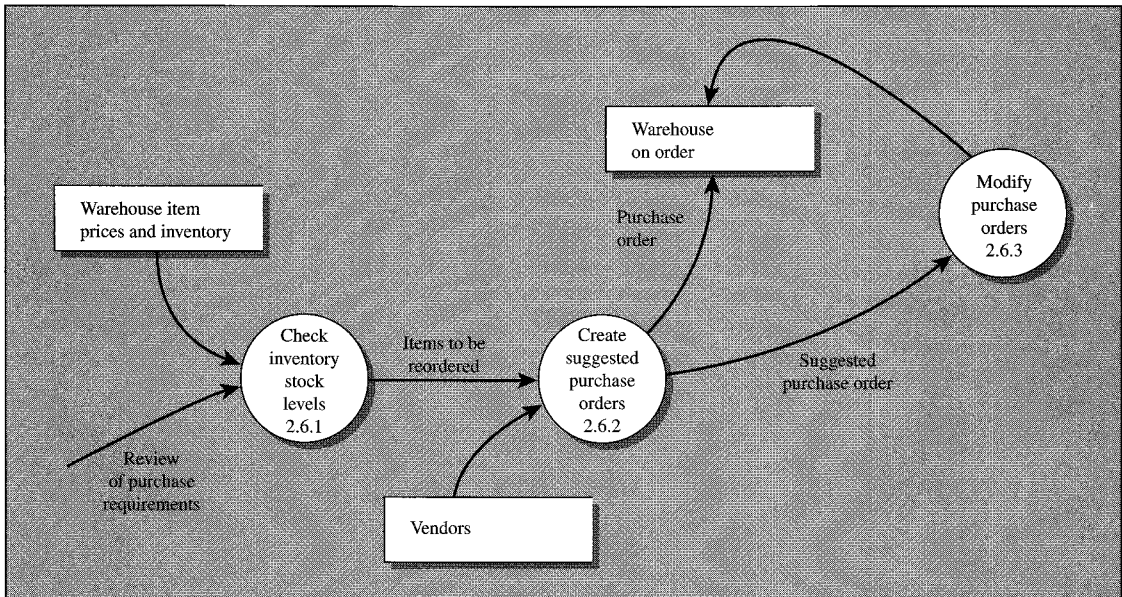 Warehouse
on order
Modify
purchase
orders
2.6.3
Warehouse item
prices and inventory
Purchase
order
Check
inventory
stock
levels
2.6.1
Items to be
reordered
Create
suggested
purchase
orders
2.6.2
Suggested
purchase order
Review
of purchase
requirements
Vendors